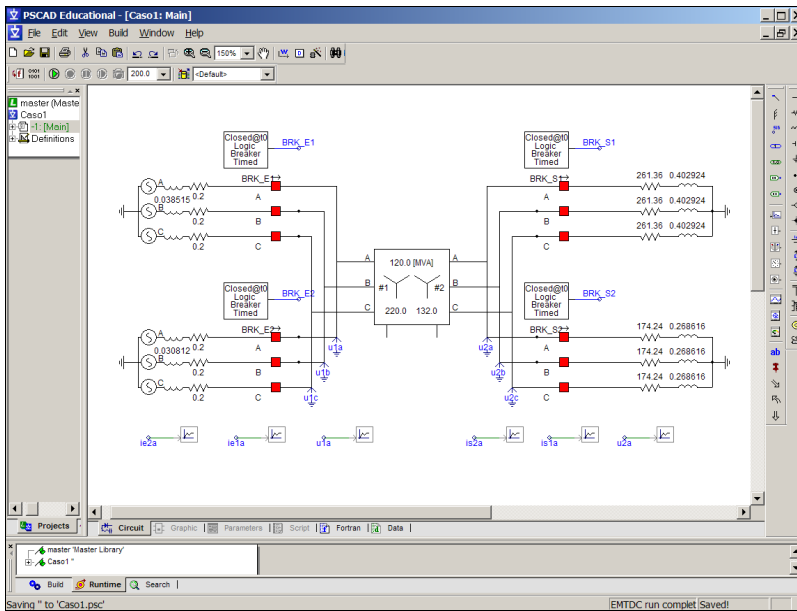 PSCAD Educational - [Caso1: Main]
File Edit View Build Window Help
150%
200.0 <Default>
master (Maste
Caso1
-1: [Main]
Definitions
Closed@t0
Logic
Breaker
Timed
BRK_E1
Closed@t0
Logic
Breaker
Timed
BRK_S1
A
0.038515
B
C
0.2
0.2
0.2
BRK_E1
A
B
C
BRK_S1
A
B
C
261.36 0.402924
261.36 0.402924
261.36 0.402924
A
B
C
120.0 [MVA]
#1 #2
220.0 132.0
A
B
C
Closed@t0
Logic
Breaker
Timed
BRK_E2
Closed@t0
Logic
Breaker
Timed
BRK_S2
A
0.030812
B
C
0.2
0.2
0.2
BRK_E2
A
B
C
u1a
u1b
u1c
u2a
u2b
u2c
BRK_S2
A
B
C
174.24 0.268616
174.24 0.268616
174.24 0.268616
ie2a ie1a u1a is2a is1a u2a
ab
Projects
Circuit Graphic Parameters Script Fortran Data
master 'Master Library'
Caso1 ''
Build Runtime Search
Saving '' to 'Caso1.psc' EMTDC run complet Saved!